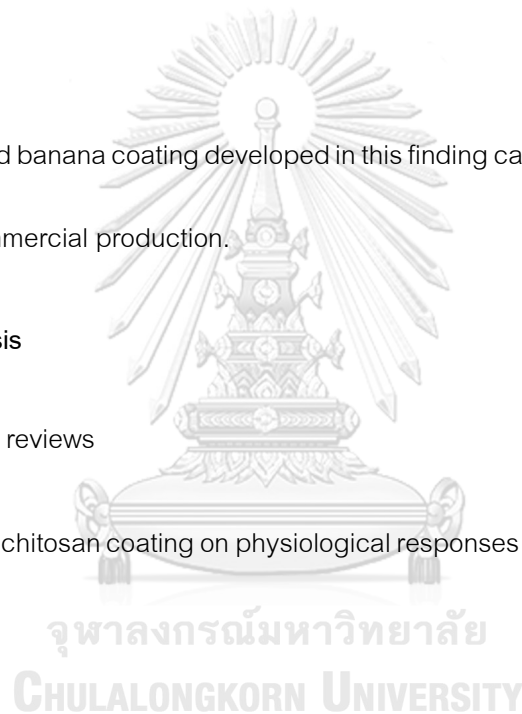 d banana coating developed in this finding ca
mmercial production.
sis
reviews
chitosan coating on physiological responses
จุฬาลงกรณ์มหาวิทยาลัย
CHULALONGKORN UNIVERSITY